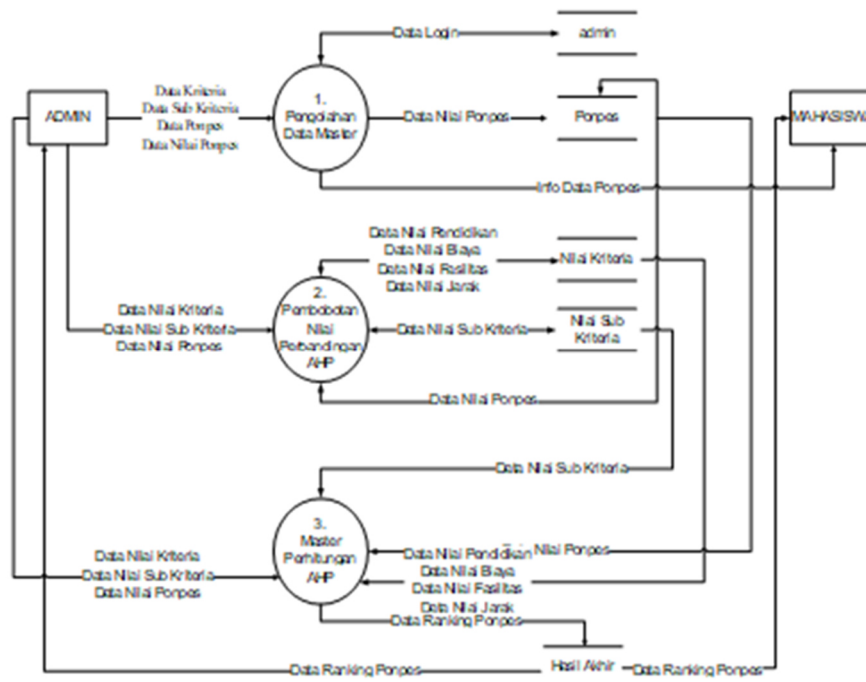 Data Login
admin
ADMIN
Data Kriteria
Data Sub Kriteria
Data Ponpes
Data Nilai Ponpes
1.
Pengolahan
Data Master
Data Nilai Ponpes
Ponpes
MAHASISWA
Info Data Ponpes
Data Nilai Pendidikan
Data Nilai Biaya
Data Nilai Fasilitas
Data Nilai Jarak
Nilai Kriteria
2.
Pembobotan
Nilai
Perbandingan
AHP
Data Nilai Kriteria
Data Nilai Sub Kriteria
Data Nilai Ponpes
Data Nilai Sub Kriteria
Nilai Sub
Kriteria
Data Nilai Ponpes
Data Nilai Sub Kriteria
3.
Master
Perhitungan
AHP
Data Nilai Kriteria
Data Nilai Sub Kriteria
Data Nilai Ponpes
Nilai Ponpes
Data Nilai Pendidikan
Data Nilai Biaya
Data Nilai Fasilitas
Data Nilai Jarak
Data Ranking Ponpes
Hasil Akhir
Data Ranking Ponpes
Data Ranking Ponpes